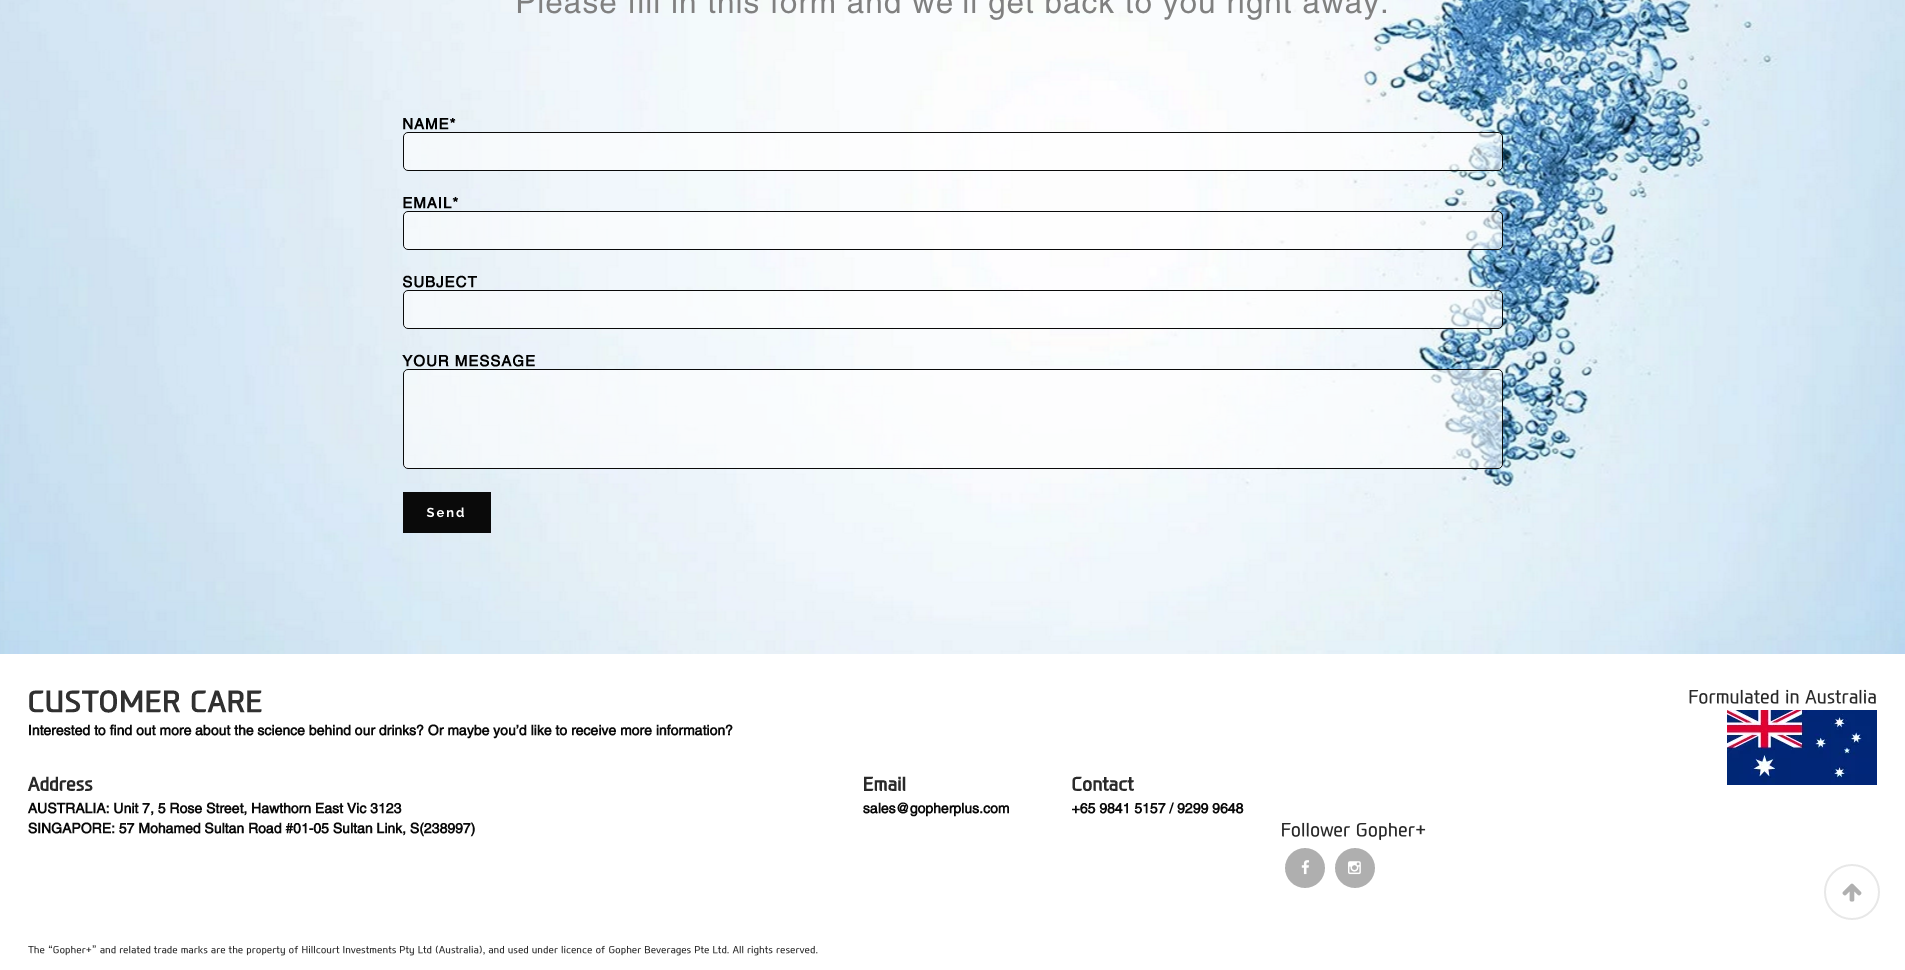 Please fill in this form and we'll get back to you right away.
NAME*
EMAIL*
SUBJECT
YOUR MESSAGE
Send
CUSTOMER CARE
Interested to find out more about the science behind our drinks? Or maybe you’d like to receive more information?
Formulated in Australia
Address
AUSTRALIA: Unit 7, 5 Rose Street, Hawthorn East Vic 3123
SINGAPORE: 57 Mohamed Sultan Road #01-05 Sultan Link, S(238997)
Email
sales@gopherplus.com
Contact
+65 9841 5157 / 9299 9648
Follower Gopher+
The “Gopher+” and related trade marks are the property of Hillcourt Investments Pty Ltd (Australia), and used under licence of Gopher Beverages Pte Ltd. All rights reserved.